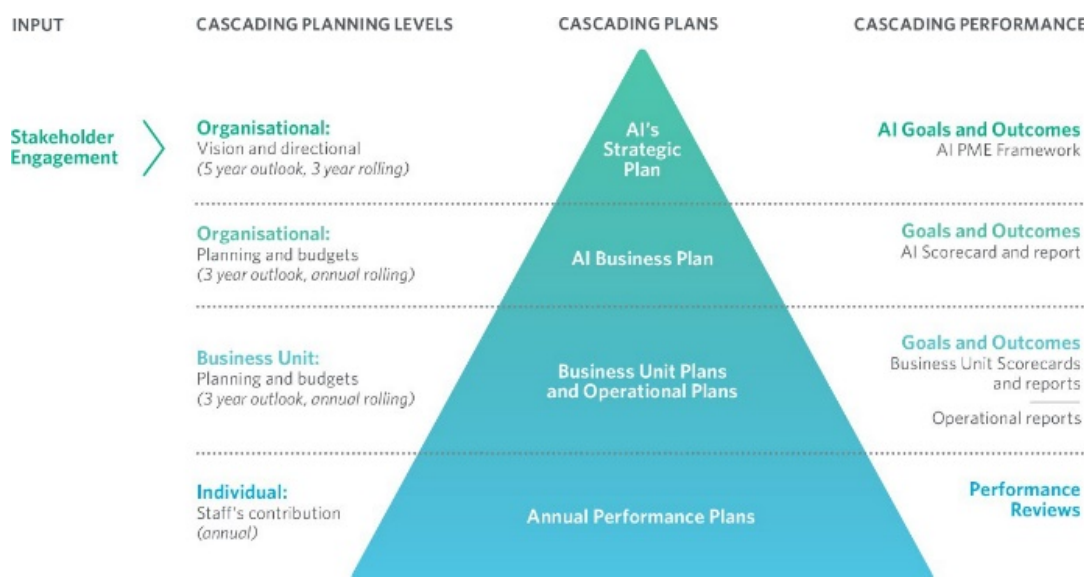 INPUT
CASCADING PLANNING LEVELS
CASCADING PLANS
CASCADING PERFORMANCE
Stakeholder
Engagement
Organisational:
Vision and directional
(5 year outlook, 3 year rolling)
AI's
Strategic
Plan
AI Goals and Outcomes
AI PME Framework
Organisational:
Planning and budgets
(3 year outlook, annual rolling)
AI Business Plan
Goals and Outcomes
AI Scorecard and report
Business Unit:
Planning and budgets
(3 year outlook, annual rolling)
Business Unit Plans
and Operational Plans
Goals and Outcomes
Business Unit Scorecards
and reports
Operational reports
Individual:
Staff's contribution
(annual)
Annual Performance Plans
Performance
Reviews